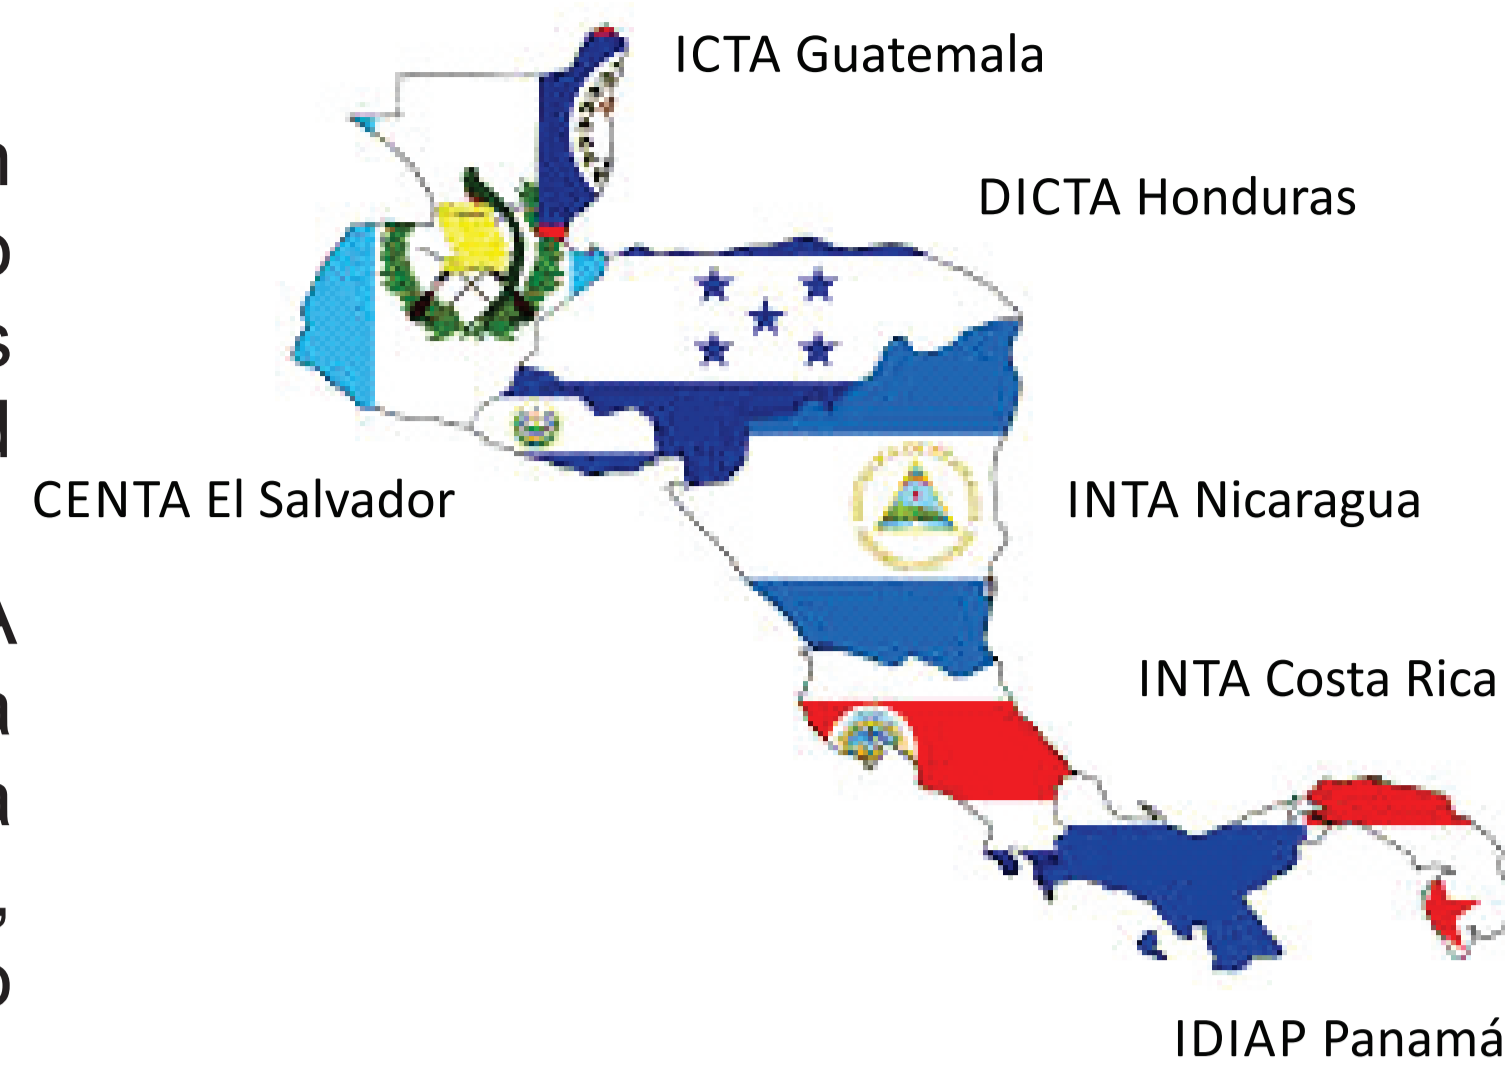 ICTA Guatemala
DICTA Honduras
CENTA El Salvador
INTA Nicaragua
INTA Costa Rica
IDIAP Panamá